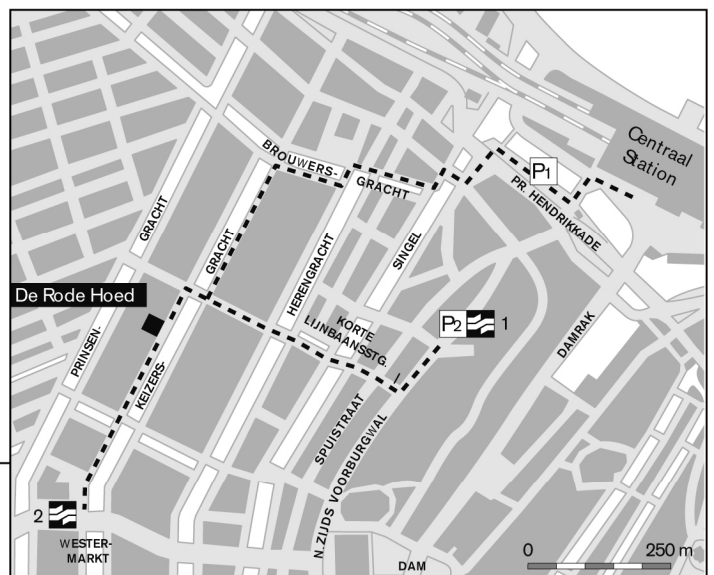 Centraal
Station
P1
PR. HENDRIKKADE
BROUWERS-
GRACHT
GRACHT
GRACHT
HERENGRACHT
SINGEL
De Rode Hoed
KORTE
LIJNBAANSSTG.
P2 1
DAMRAK
PRINSEN-
KEIZERS-
SPUISTRAAT
N.ZIJDS VOORBURGWAL
2
WESTER-
MARKT
DAM
0 250 m